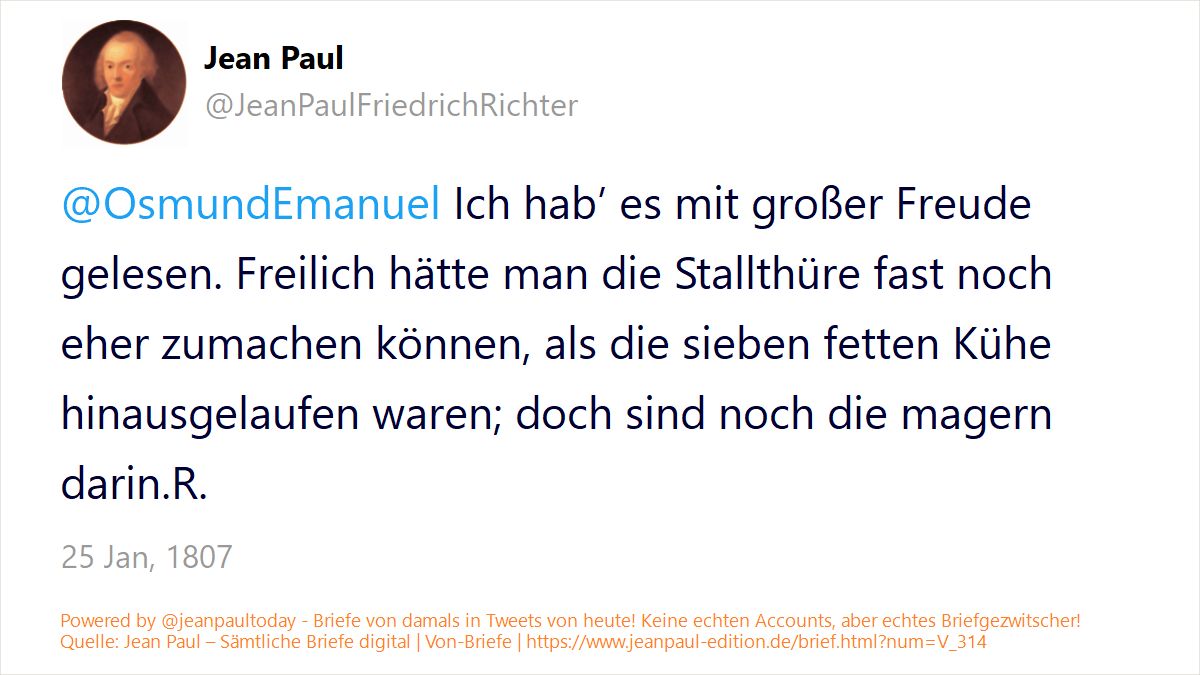 Jean Paul
@JeanPaulFriedrichRichter
@OsmundEmanuel Ich hab’ es mit großer Freude
gelesen. Freilich hätte man die Stallthüre fast noch
eher zumachen können, als die sieben fetten Kühe
hinausgelaufen waren; doch sind noch die magern
darin.R.
25 Jan, 1807
Powered by @jeanpaultoday - Briefe von damals in Tweets von heute! Keine echten Accounts, aber echtes Briefgezwitscher!
Quelle: Jean Paul – Sämtliche Briefe digital | Von-Briefe | https://www.jeanpaul-edition.de/brief.html?num=V_314